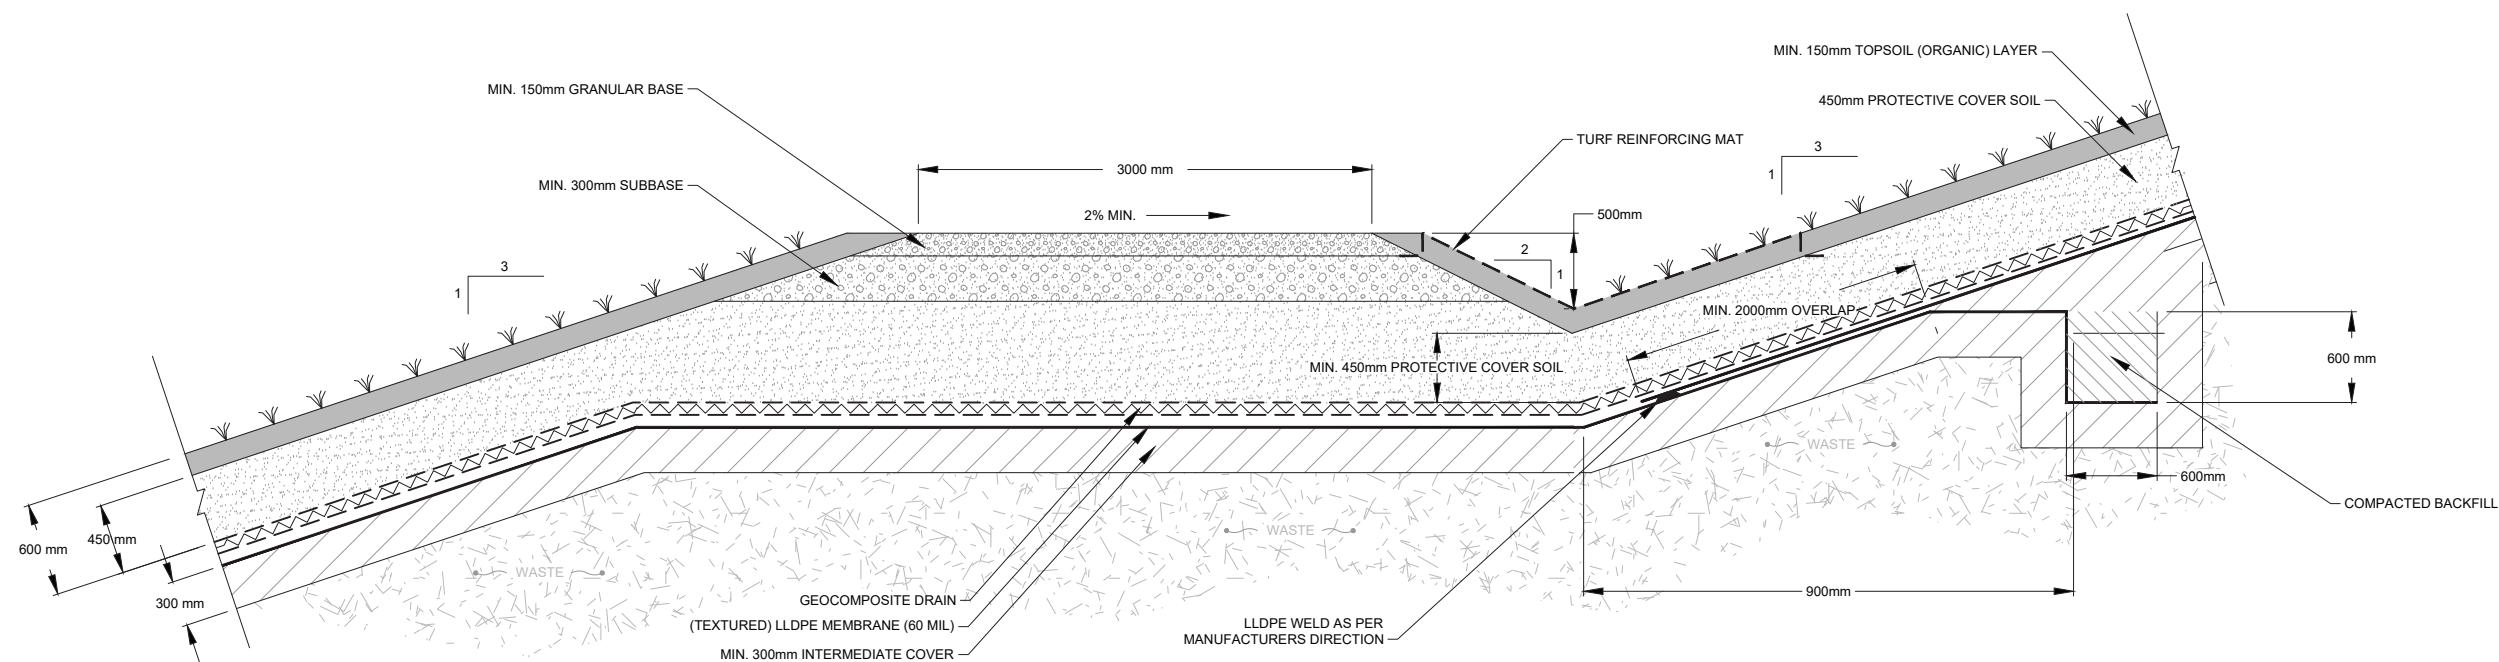 MIN. 150mm TOPSOIL (ORGANIC) LAYER
MIN. 150mm GRANULAR BASE
450mm PROTECTIVE COVER SOIL
TURF REINFORCING MAT
3000 mm
3
1
MIN. 300mm SUBBASE
2% MIN.
500mm
2
1
3
1
MIN. 2000mm OVERLAP
600 mm
MIN. 450mm PROTECTIVE COVER SOIL
WASTE
600mm
COMPACTED BACKFILL
WASTE
450 mm
600 mm
WASTE
300 mm
900mm
GEOCOMPOSITE DRAIN
(TEXTURED) LLDPE MEMBRANE (60 MIL)
MIN. 300mm INTERMEDIATE COVER
LLDPE WELD AS PER
MANUFACTURERS DIRECTION